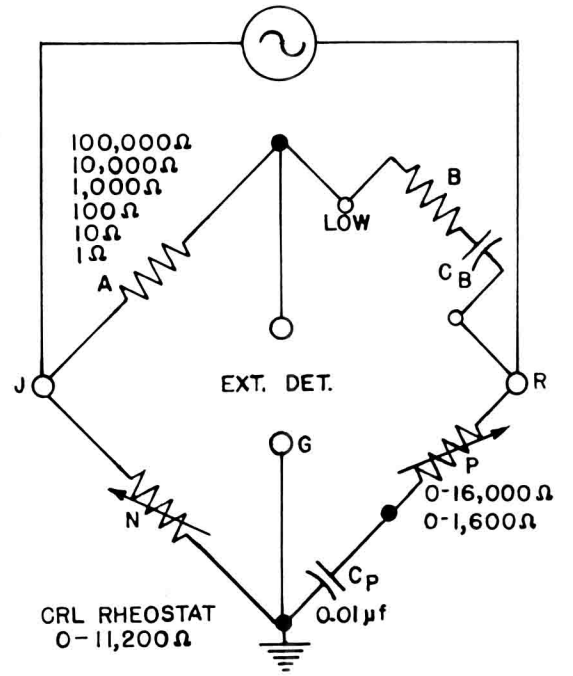 100,000Ω
10,000Ω
1,000Ω
100Ω
10Ω
1Ω
A
B
LOW
C B
J
EXT. DET.
R
G
P
0-16,000Ω
0-1,600Ω
N
CP
0.01µf
CRL RHEOSTAT
0-11,200Ω